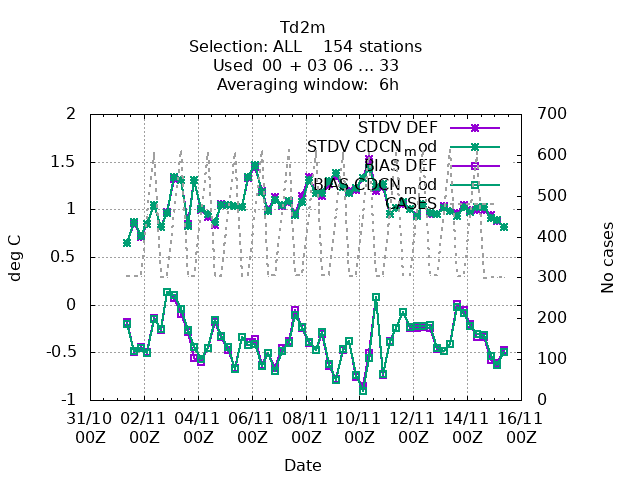 Td2m
Selection: ALL 154 stations
Used 00 + 03 06 ... 33
Averaging window: 6h
STDV DEF
STDV CDCN_mod
BIAS DEF
BIAS CDCN_mod
CASES
deg C
2
1.5
1
0.5
0
-0.5
-1
No cases
700
600
500
400
300
200
100
0
31/10 02/11 04/11 06/11 08/11 10/11 12/11 14/11 16/11
00Z 00Z 00Z 00Z 00Z 00Z 00Z 00Z 00Z
Date